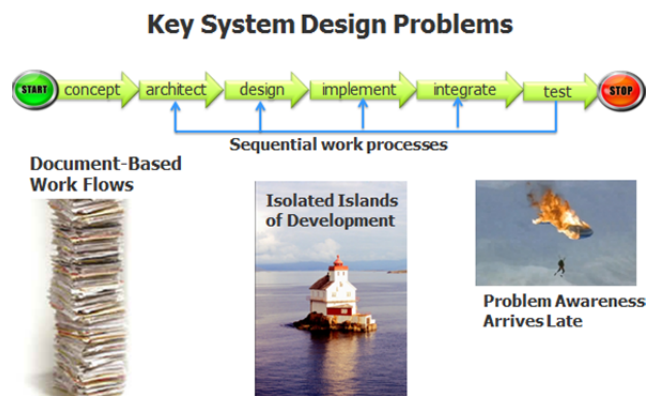 Key System Design Problems
START concept architect design implement integrate test STOP
Sequential work processes
Document-Based
Work Flows
Isolated Islands
of Development
Problem Awareness
Arrives Late